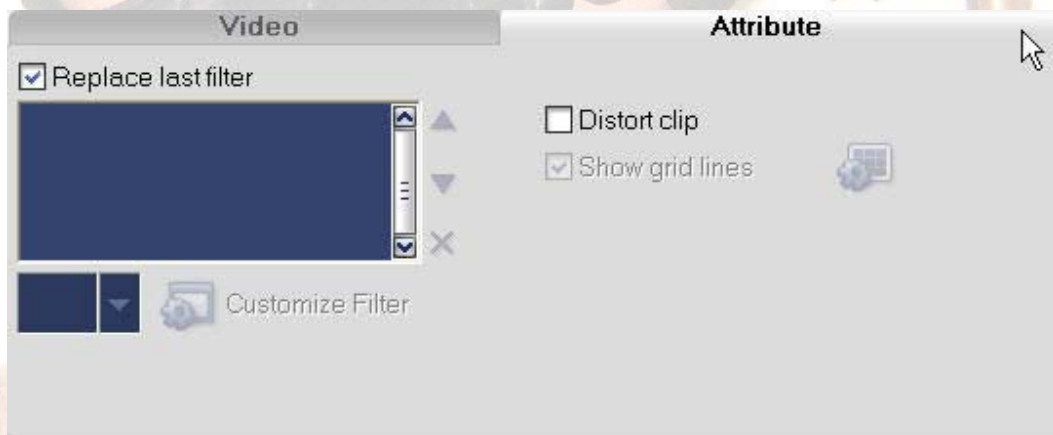 Video
Attribute
Replace last filter
Distort clip
Show grid lines
Customize Filter